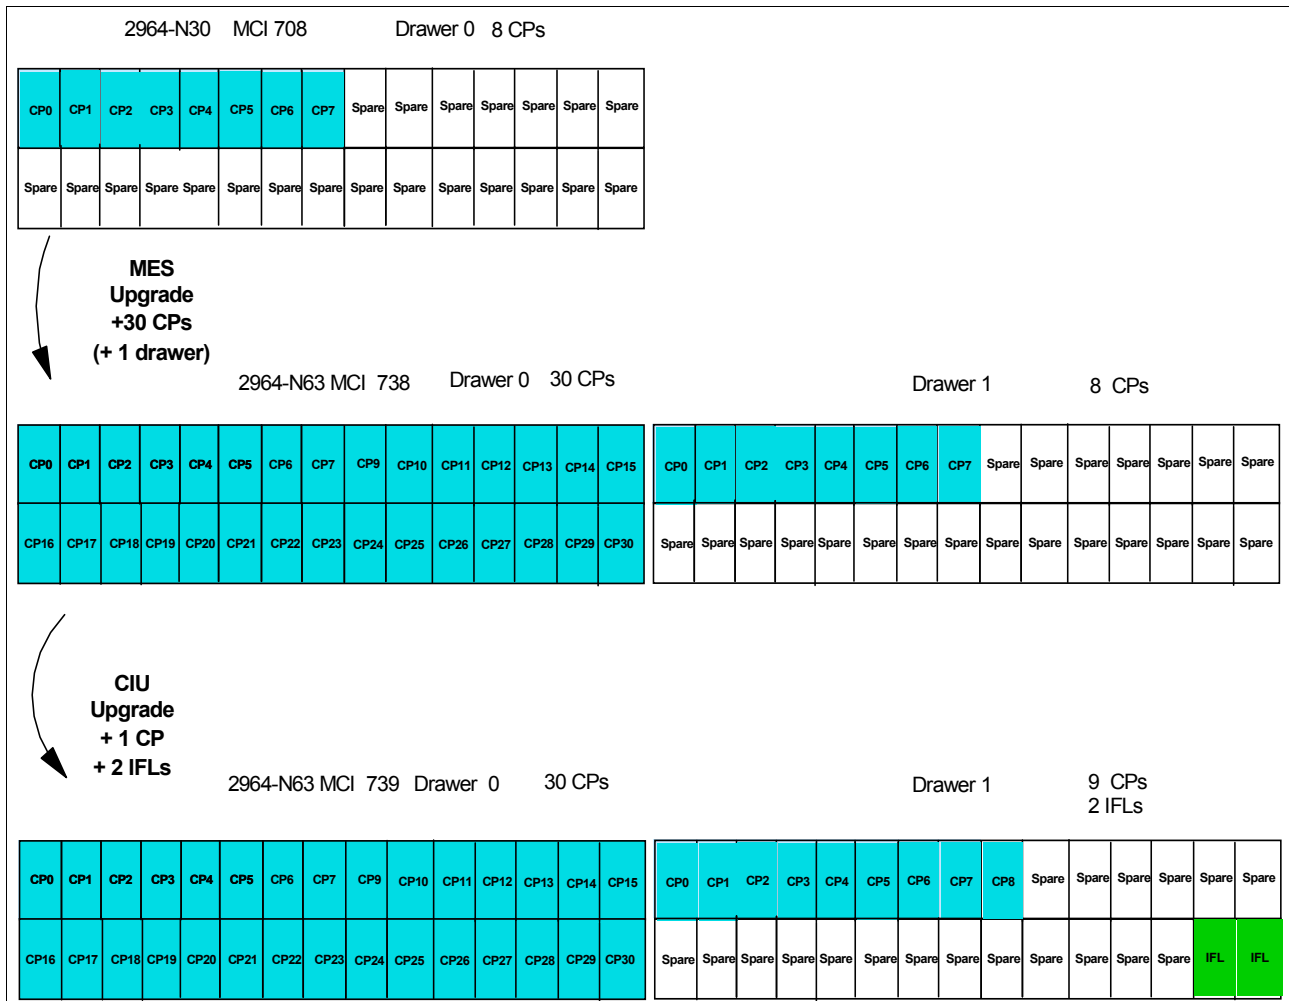 2964-N30 MCI 708 Drawer 0 8 CPs
CP0 CP1 CP2 CP3 CP4 CP5 CP6 CP7 Spare Spare Spare Spare Spare Spare Spare
Spare Spare Spare Spare Spare Spare Spare Spare Spare Spare Spare Spare Spare Spare Spare
MES
Upgrade
+30 CPs
(+ 1 drawer)
2964-N63 MCI 738 Drawer 0 30 CPs Drawer 1 8 CPs
CP0 CP1 CP2 CP3 CP4 CP5 CP6 CP7 CP9 CP10 CP11 CP12 CP13 CP14 CP15 CP0 CP1 CP2 CP3 CP4 CP5 CP6 CP7 Spare Spare Spare Spare Spare Spare Spare
CP16 CP17 CP18 CP19 CP20 CP21 CP22 CP23 CP24 CP25 CP26 CP27 CP28 CP29 CP30 Spare Spare Spare Spare Spare Spare Spare Spare Spare Spare Spare Spare Spare Spare Spare
CIU
Upgrade
+ 1 CP
+ 2 IFLs
2964-N63 MCI 739 Drawer 0 30 CPs Drawer 1 9 CPs
2 IFLs
CP0 CP1 CP2 CP3 CP4 CP5 CP6 CP7 CP9 CP10 CP11 CP12 CP13 CP14 CP15 CP0 CP1 CP2 CP3 CP4 CP5 CP6 CP7 CP8 Spare Spare Spare Spare Spare Spare
CP16 CP17 CP18 CP19 CP20 CP21 CP22 CP23 CP24 CP25 CP26 CP27 CP28 CP29 CP30 Spare Spare Spare Spare Spare Spare Spare Spare Spare Spare Spare Spare Spare IFL IFL